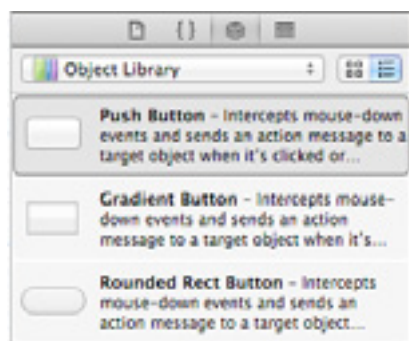 { }
Object Library
Push Button – Intercepts mouse-down
events and sends an action message to a
target object when it's clicked or...
Gradient Button – Intercepts mouse-
down events and sends an action
message to a target object when it's...
Rounded Rect Button – Intercepts
mouse-down events and sends an
action message to a target object...